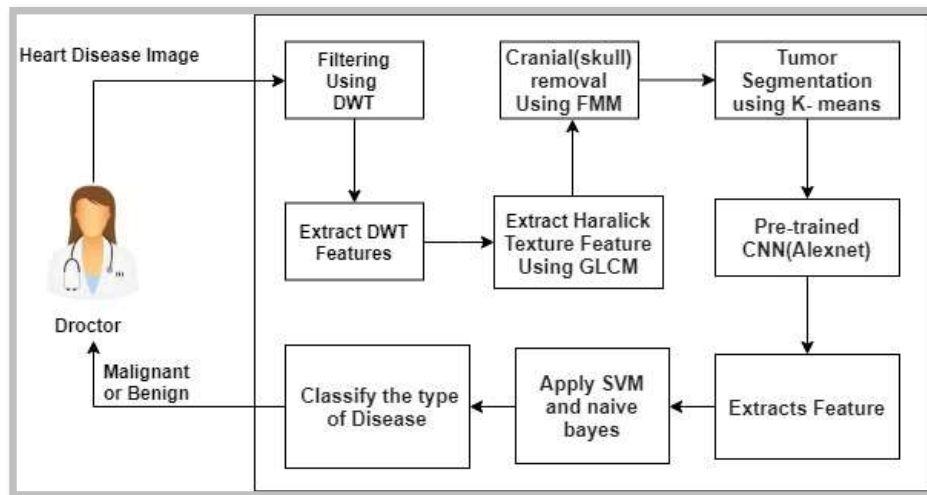 Heart Disease Image
Filtering
Using
DWT
Cranial(skull)
removal
Using FMM
Tumor
Segmentation
using K- means
Extract DWT
Features
Extract Haralick
Texture Feature
Using GLCM
Pre-trained
CNN(Alexnet)
Droctor
Malignant
or Benign
Classify the type
of Disease
Apply SVM
and naive
bayes
Extracts Feature